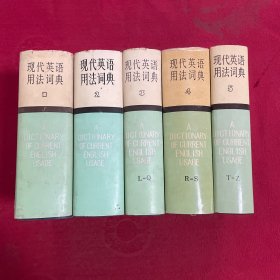 现代英语
用法词典
1
A
DICTIONARY
OF CURRENT
ENGLISH
USAGE
现代英语
用法词典
2
A
DICTIONARY
OF CURRENT
ENGLISH
USAGE
现代英语
用法词典
3
A
DICTIONARY
OF CURRENT
ENGLISH
USAGE
L-Q
现代英语
用法词典
4
A
DICTIONARY
OF CURRENT
ENGLISH
USAGE
R-S
现代英语
用法词典
5
A
DICTIONARY
OF CURRENT
ENGLISH
USAGE
T-Z